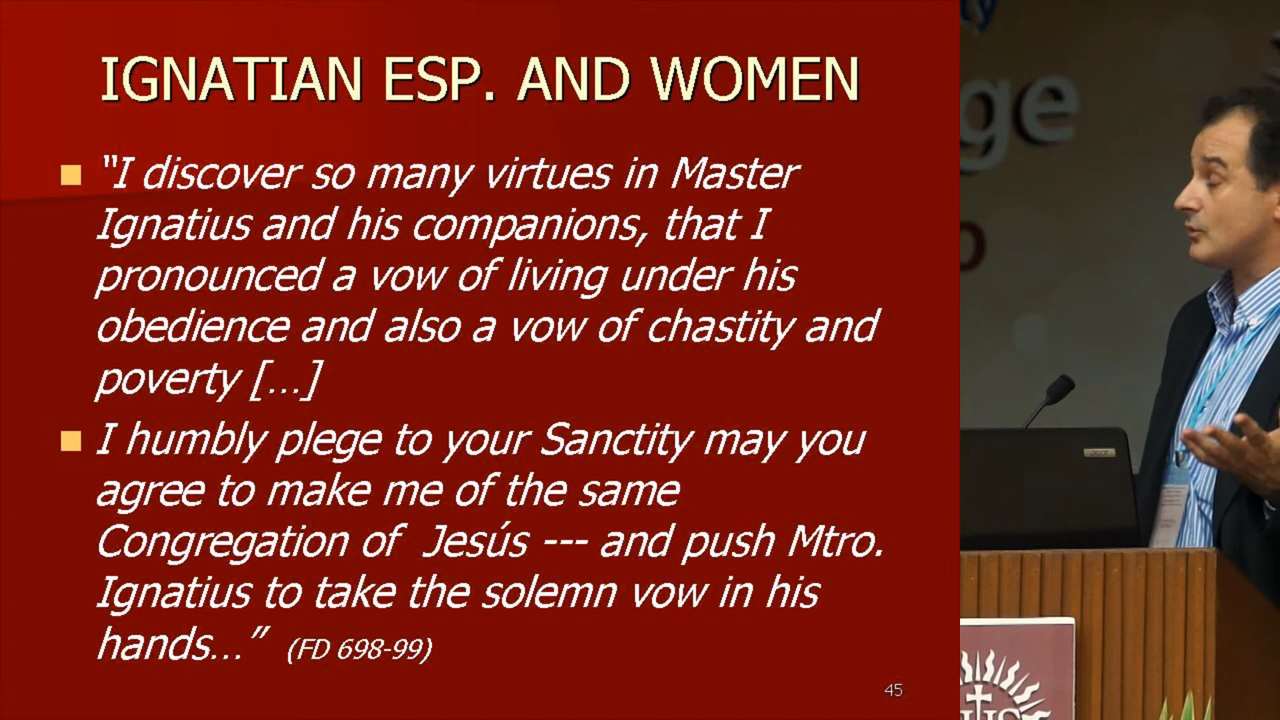 IGNATIAN ESP. AND WOMEN
“I discover so many virtues in Master
Ignatius and his companions, that I
pronounced a vow of living under his
obedience and also a vow of chastity and
poverty […]
I humbly plege to your Sanctity may you
agree to make me of the same
Congregation of Jesús --- and push Mtro.
Ignatius to take the solemn vow in his
hands…” (FD 698-99)
45
acer